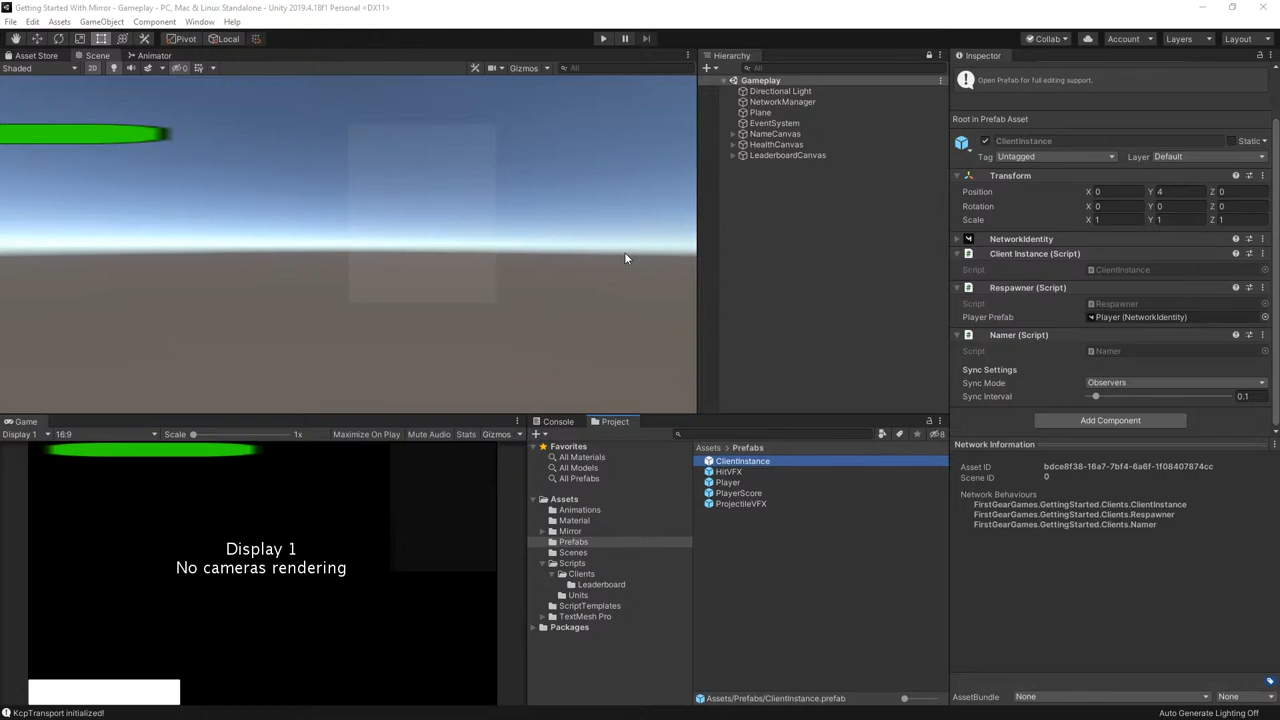 Getting Started With Mirror - Gameplay - PC, Mac & Linux Standalone - Unity 2019.4.18f1 Personal <DX11>
File Edit Assets GameObject Component Window Help
Pivot Local Collab Account Layers Layout
Asset Store Scene Animator
Shaded 2D 0 Gizmos All
Hierarchy
All
Gameplay
Directional Light
NetworkManager
Plane
EventSystem
NameCanvas
HealthCanvas
LeaderboardCanvas
Inspector
Open Prefab for full editing support.
Root in Prefab Asset
ClientInstance Static
Tag Untagged Layer Default
Transform
Position X 0 Y 4 Z 0
Rotation X 0 Y 0 Z 0
Scale X 1 Y 1 Z 1
NetworkIdentity
Client Instance (Script)
Script ClientInstance
Respawner (Script)
Script Respawner
Player Prefab Player (NetworkIdentity)
Namer (Script)
Script Namer
Sync Settings
Sync Mode Observers
Sync Interval 0.1
Add Component
Network Information
Asset ID bdce8f38-16a7-7bf4-6a6f-1f08407874cc
Scene ID 0
Network Behaviours
FirstGearGames.GettingStarted.Clients.ClientInstance
FirstGearGames.GettingStarted.Clients.Respawner
FirstGearGames.GettingStarted.Clients.Namer
AssetBundle None None
Game
Display 1 16:9 Scale 1x Maximize On Play Mute Audio Stats Gizmos
Display 1
No cameras rendering
Console Project
8
Favorites
All Materials
All Models
All Prefabs
Assets
Animations
Material
Mirror
Prefabs
Scenes
Scripts
Clients
Leaderboard
Units
ScriptTemplates
TextMesh Pro
Packages
Assets Prefabs
ClientInstance
HitVFX
Player
PlayerScore
ProjectileVFX
Assets/Prefabs/ClientInstance.prefab
KcpTransport initialized!
Auto Generate Lighting Off